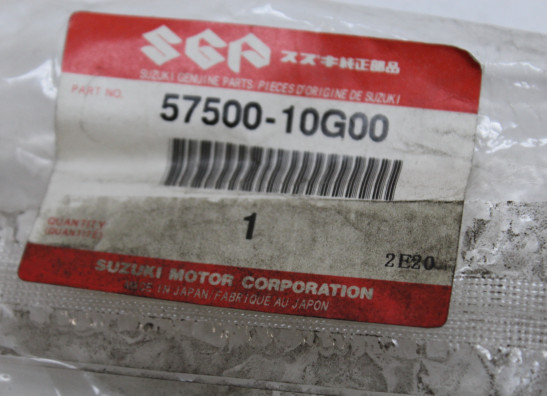 SGP スズキ純正部品
SUZUKI GENUINE PARTS/PIECES D'ORIGINE DE SUZUKI
PART NO.
57500-10G00
QUANTITY
QUANTITE
1
2E20
SUZUKI MOTOR CORPORATION
MADE IN JAPAN/FABRIQUE AU JAPON